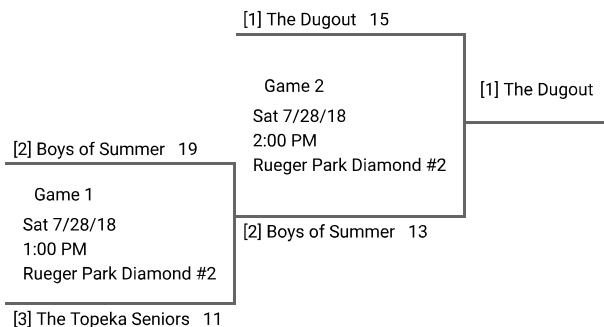 [1] The Dugout 15
Game 2
Sat 7/28/18
2:00 PM
Rueger Park Diamond #2
[1] The Dugout
[2] Boys of Summer 19
Game 1
Sat 7/28/18
1:00 PM
Rueger Park Diamond #2
[2] Boys of Summer 13
[3] The Topeka Seniors 11